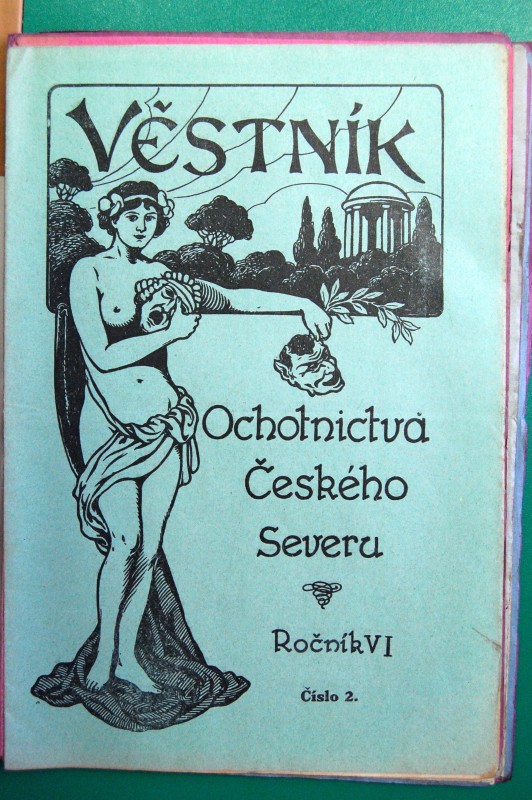 Věstník
Ochotnictva
Českého
Severu
Ročník VI
Číslo 2.